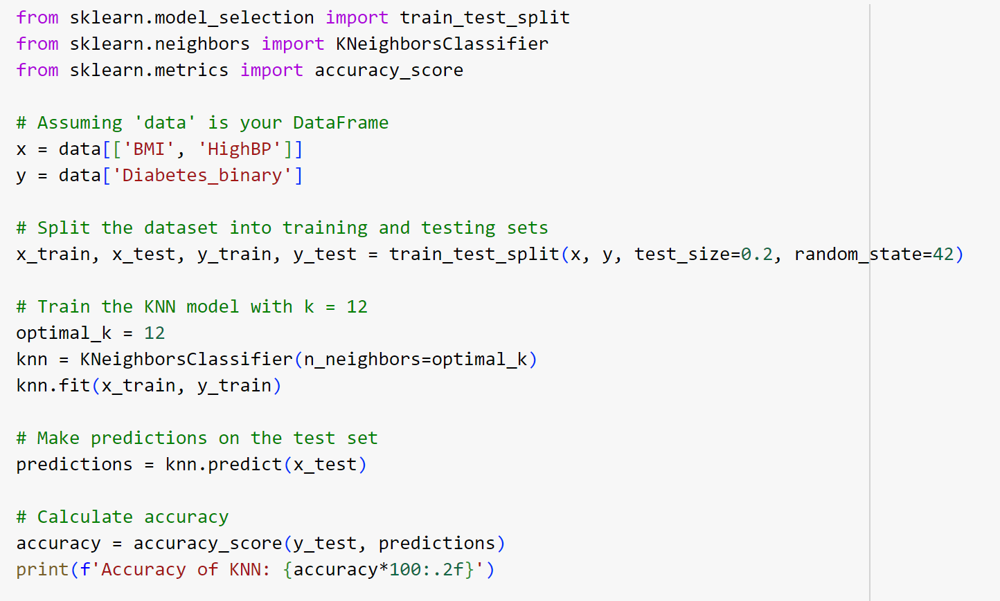 from sklearn.model_selection import train_test_split
from sklearn.neighbors import KNeighborsClassifier
from sklearn.metrics import accuracy_score
# Assuming 'data' is your DataFrame
x = data[['BMI', 'HighBP']]
y = data['Diabetes_binary']
# Split the dataset into training and testing sets
x_train, x_test, y_train, y_test = train_test_split(x, y, test_size=0.2, random_state=42)
# Train the KNN model with k = 12
optimal_k = 12
knn = KNeighborsClassifier(n_neighbors=optimal_k)
knn.fit(x_train, y_train)
# Make predictions on the test set
predictions = knn.predict(x_test)
# Calculate accuracy
accuracy = accuracy_score(y_test, predictions)
print(f'Accuracy of KNN: {accuracy*100:.2f}')